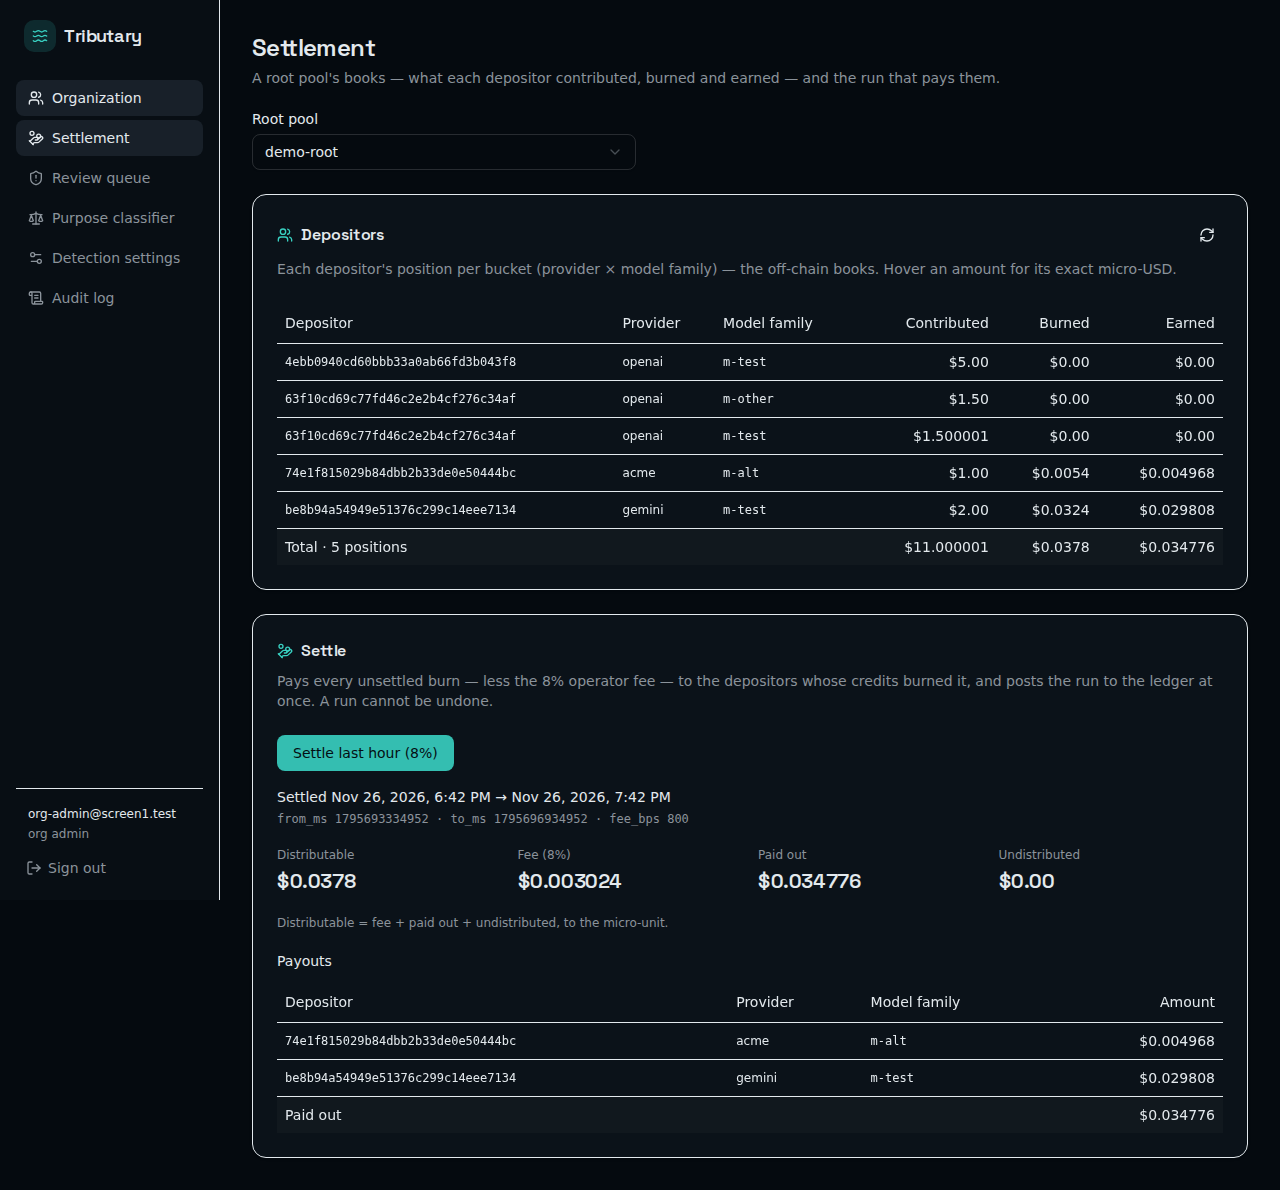 Tributary
Organization
Settlement
Review queue
Purpose classifier
Detection settings
Audit log
org-admin@screen1.test
org admin
Sign out
Settlement
A root pool's books — what each depositor contributed, burned and earned — and the run that pays them.
Root pool
demo-root
Depositors
Each depositor's position per bucket (provider × model family) — the off-chain books. Hover an amount for its exact micro-USD.
Depositor Provider Model family Contributed Burned Earned
4ebb0940cd60bbb33a0ab66fd3b043f8 openai m-test $5.00 $0.00 $0.00
63f10cd69c77fd46c2e2b4cf276c34af openai m-other $1.50 $0.00 $0.00
63f10cd69c77fd46c2e2b4cf276c34af openai m-test $1.500001 $0.00 $0.00
74e1f815029b84dbb2b33de0e50444bc acme m-alt $1.00 $0.0054 $0.004968
be8b94a54949e51376c299c14eee7134 gemini m-test $2.00 $0.0324 $0.029808
Total · 5 positions $11.000001 $0.0378 $0.034776
Settle
Pays every unsettled burn — less the 8% operator fee — to the depositors whose credits burned it, and posts the run to the ledger at
once. A run cannot be undone.
Settle last hour (8%)
Settled Nov 26, 2026, 6:42 PM → Nov 26, 2026, 7:42 PM
from_ms 1795693334952 · to_ms 1795696934952 · fee_bps 800
Distributable Fee (8%) Paid out Undistributed
$0.0378 $0.003024 $0.034776 $0.00
Distributable = fee + paid out + undistributed, to the micro-unit.
Payouts
Depositor Provider Model family Amount
74e1f815029b84dbb2b33de0e50444bc acme m-alt $0.004968
be8b94a54949e51376c299c14eee7134 gemini m-test $0.029808
Paid out $0.034776